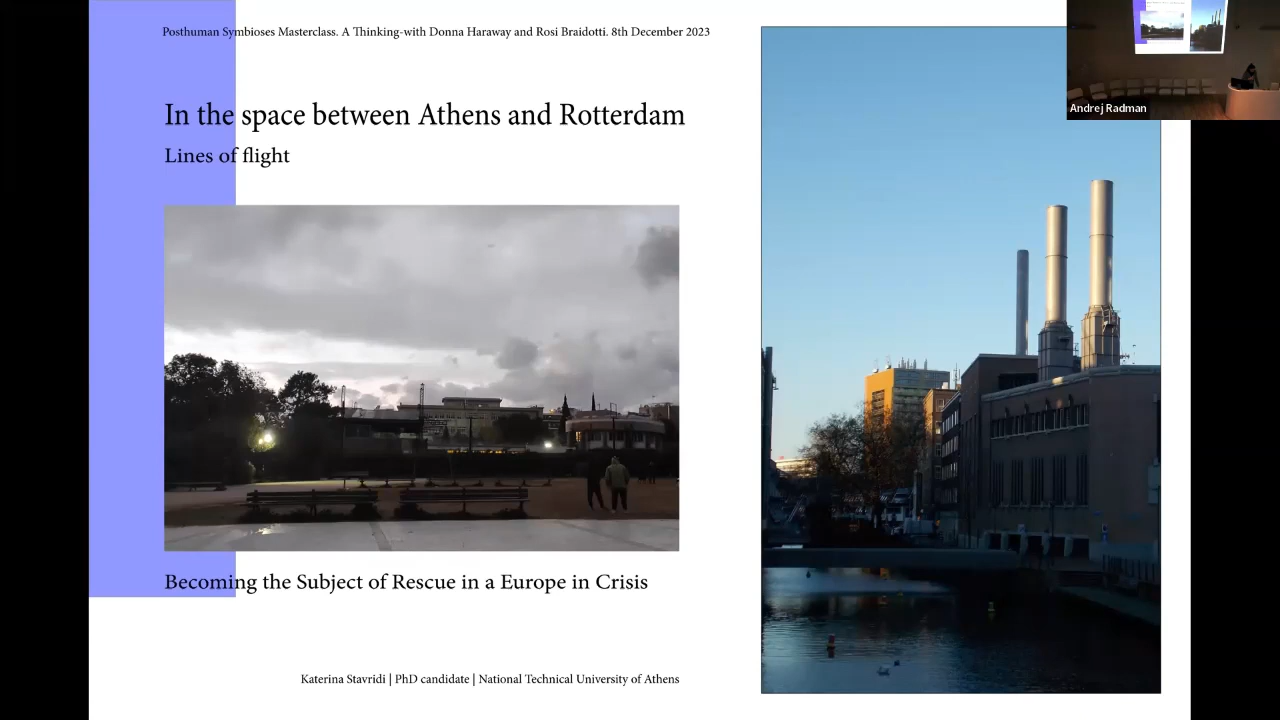 Posthuman Symbioses Masterclass. A Thinking-with Donna Haraway and Rosi Braidotti. 8th December 2023
In the space between Athens and Rotterdam
Lines of flight
Becoming the Subject of Rescue in a Europe in Crisis
Katerina Stavridi | PhD candidate | National Technical University of Athens
Andrej Radman